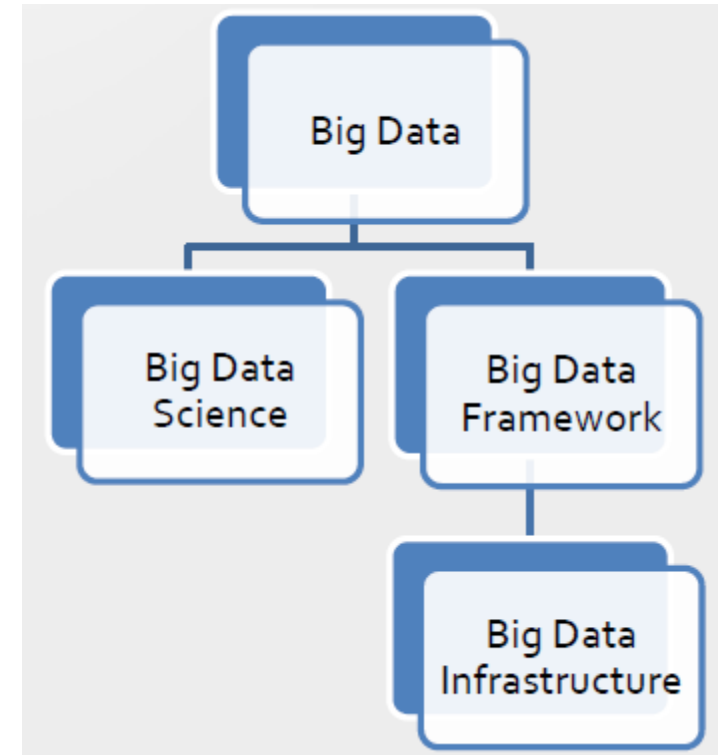 Big Data
Big Data
Science
Big Data
Framework
Big Data
Infrastructure